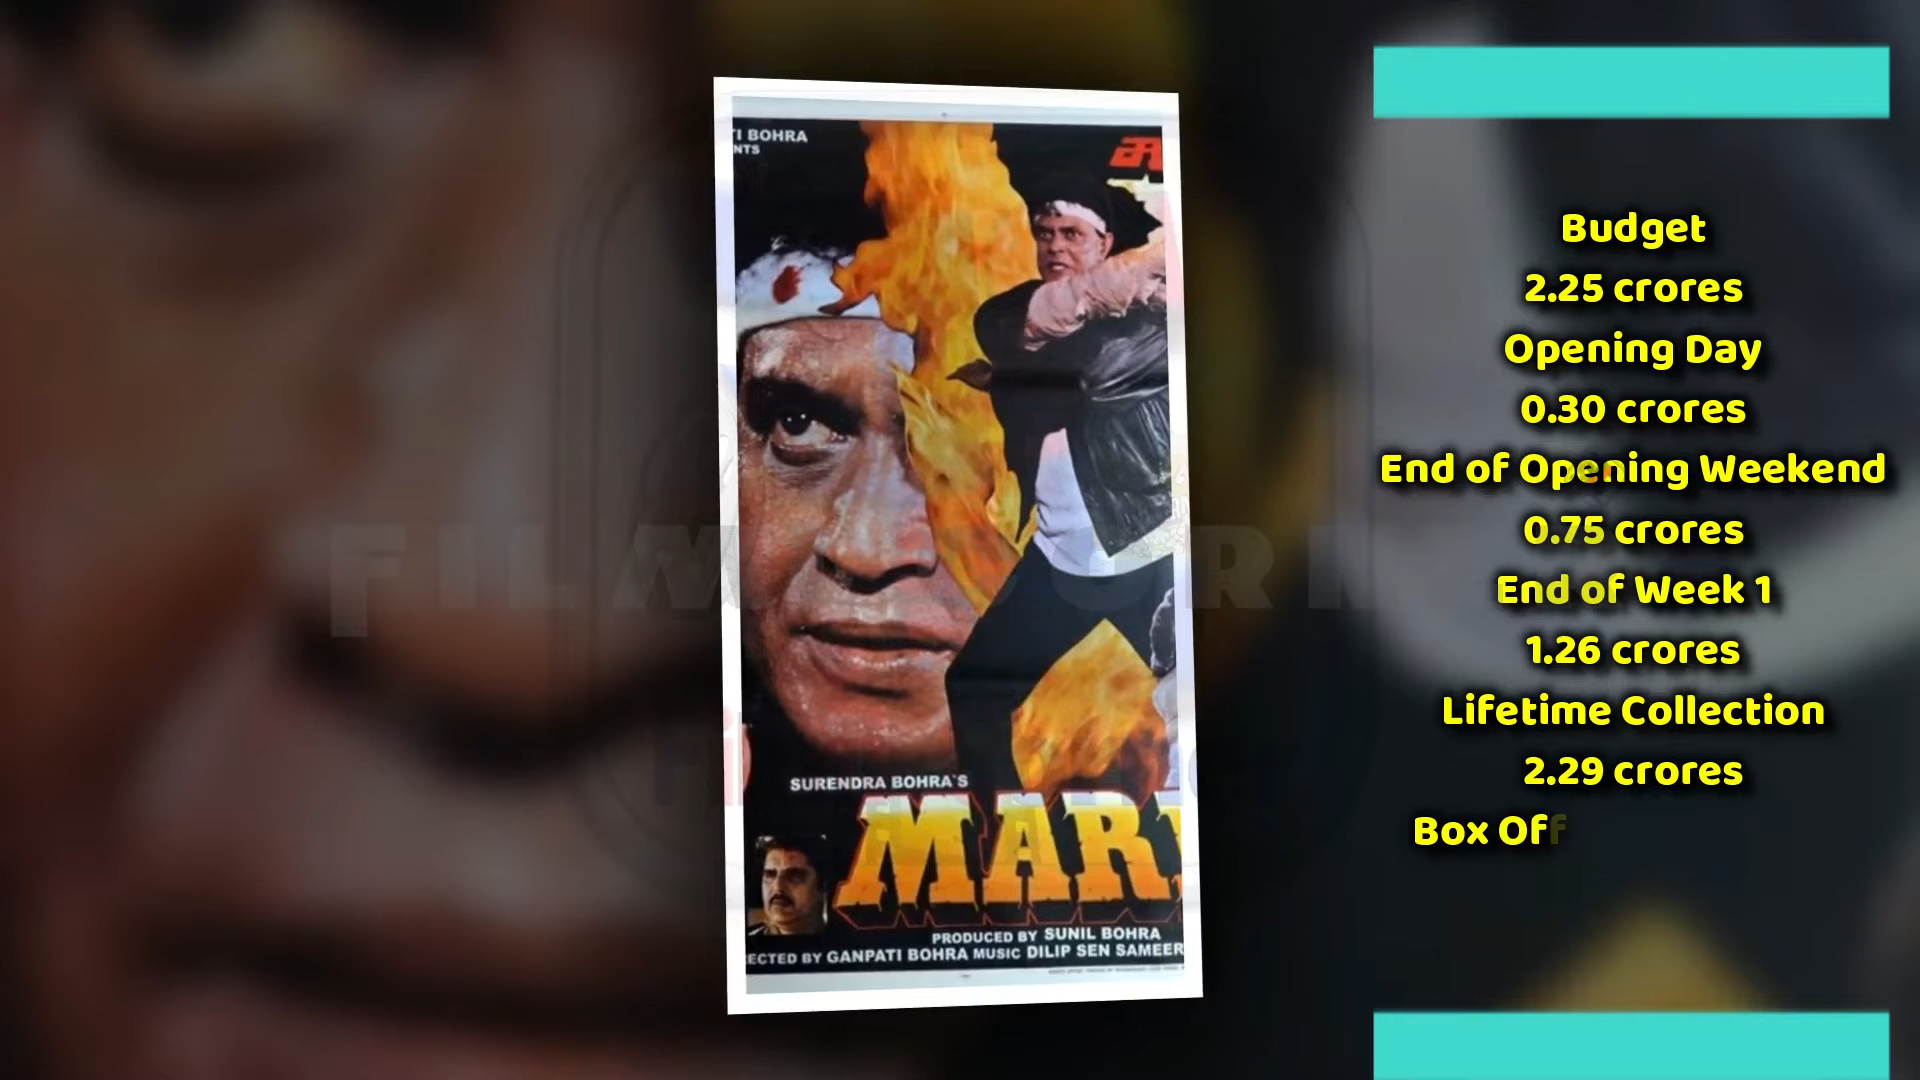 TI BOHRA
NTS
SURENDRA BOHRA'S
MAR
PRODUCED BY SUNIL BOHRA
ECTED BY GANPATI BOHRA MUSIC DILIP SEN SAMEER
Budget
2.25 crores
Opening Day
0.30 crores
End of Opening Weekend
0.75 crores
End of Week 1
1.26 crores
Lifetime Collection
2.29 crores
Box Off